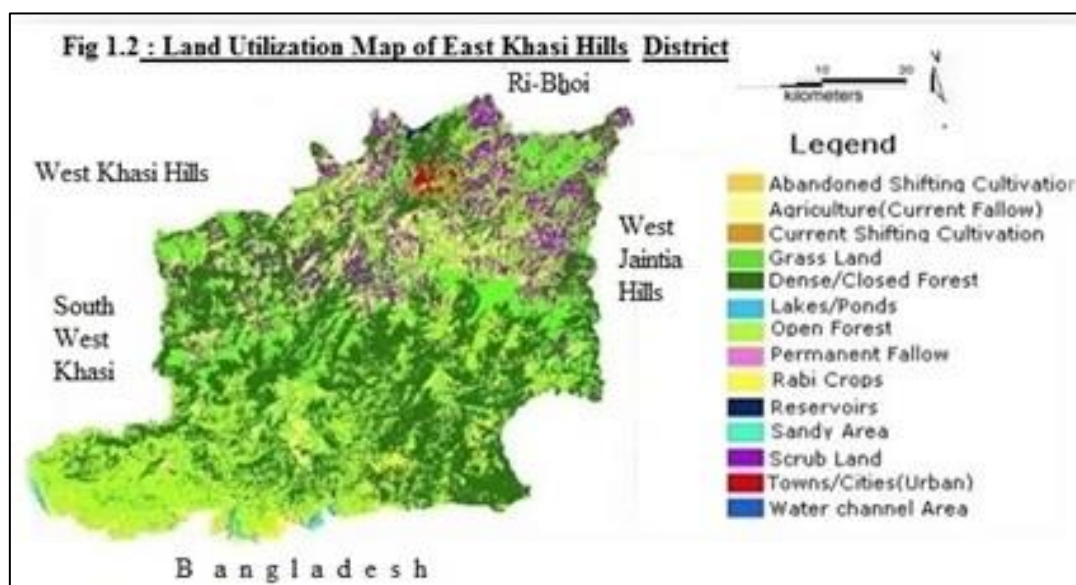 Fig 1.2 : Land Utilization Map of East Khasi Hills District
Ri-Bhoi
10 30
kilometers
N
West Khasi Hills
West
Jaintia
Hills
South
West
Khasi
Bangladesh
Legend
Abandoned Shifting Cultivation
Agriculture(Current Fallow)
Current Shifting Cultivation
Grass Land
Dense/Closed Forest
Lakes/Ponds
Open Forest
Permanent Fallow
Rabi Crops
Reservoirs
Sandy Area
Scrub Land
Towns/Cities(Urban)
Water channel Area